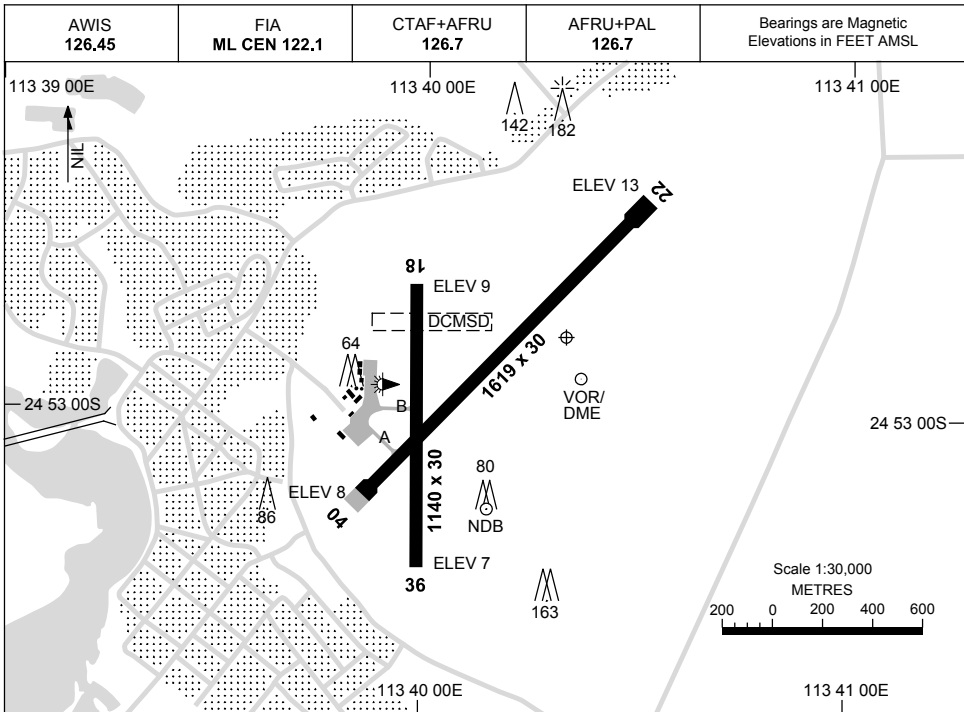 AWIS
126.45
FIA
ML CEN 122.1
CTAF+AFRU
126.7
AFRU+PAL
126.7
Bearings are Magnetic
Elevations in FEET AMSL
113 39 00E
113 40 00E
113 41 00E
NIL
142
182
ELEV 13
22
18
ELEV 9
DCMSD
64
1619 x 30
VOR/
DME
24 53 00S
B
24 53 00S
A
80
1140 x 30
ELEV 8
86
04
NDB
ELEV 7
36
163
Scale 1:30,000
METRES
200 0 200 400 600
113 40 00E
113 41 00E